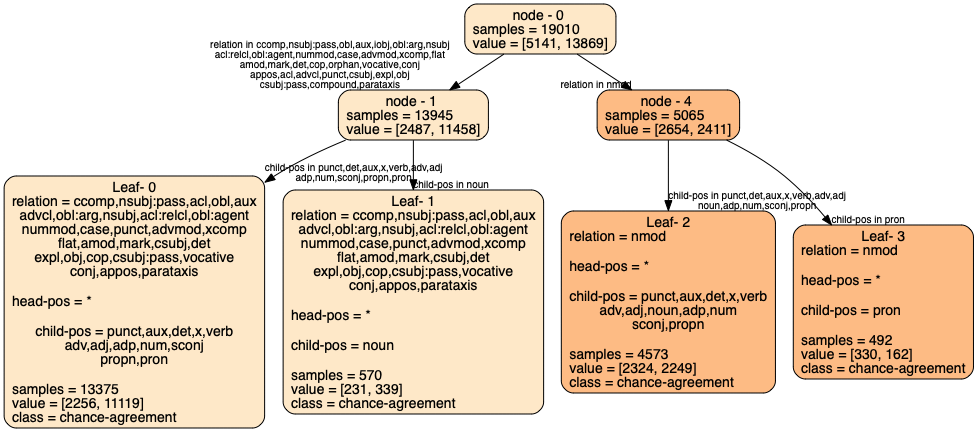 node - 0
samples = 19010
value = [5141, 13869]
relation in ccomp,nsubj:pass,obl,aux,iobj,obl:arg,nsubj
acl:relcl,obl:agent,nummod,case,advmod,xcomp,flat
amod,mark,det,cop,orphan,vocative,conj
appos,acl,advcl,punct,csubj,expl,obj
csubj:pass,compound,parataxis
relation in nmod
node - 1
samples = 13945
value = [2487, 11458]
node - 4
samples = 5065
value = [2654, 2411]
child-pos in punct,det,aux,x,verb,adv,adj
adp,num,sconj,propn,pron
child-pos in noun
child-pos in punct,det,aux,x,verb,adv,adj
noun,adp,num,sconj,propn
child-pos in pron
Leaf- 0
relation = ccomp,nsubj:pass,acl,obl,aux
advcl,obl:arg,nsubj,acl:relcl,obl:agent
nummod,case,punct,advmod,xcomp
flat,amod,mark,csubj,det
expl,obj,cop,csubj:pass,vocative
conj,appos,parataxis
head-pos = *
child-pos = punct,aux,det,x,verb
adv,adj,adp,num,sconj
propn,pron
samples = 13375
value = [2256, 11119]
class = chance-agreement
Leaf- 1
relation = ccomp,nsubj:pass,acl,obl,aux
advcl,obl:arg,nsubj,acl:relcl,obl:agent
nummod,case,punct,advmod,xcomp
flat,amod,mark,csubj,det
expl,obj,cop,csubj:pass,vocative
conj,appos,parataxis
head-pos = *
child-pos = noun
samples = 570
value = [231, 339]
class = chance-agreement
Leaf- 2
relation = nmod
head-pos = *
child-pos = punct,aux,det,x,verb
adv,adj,noun,adp,num
sconj,propn
samples = 4573
value = [2324, 2249]
class = chance-agreement
Leaf- 3
relation = nmod
head-pos = *
child-pos = pron
samples = 492
value = [330, 162]
class = chance-agreement